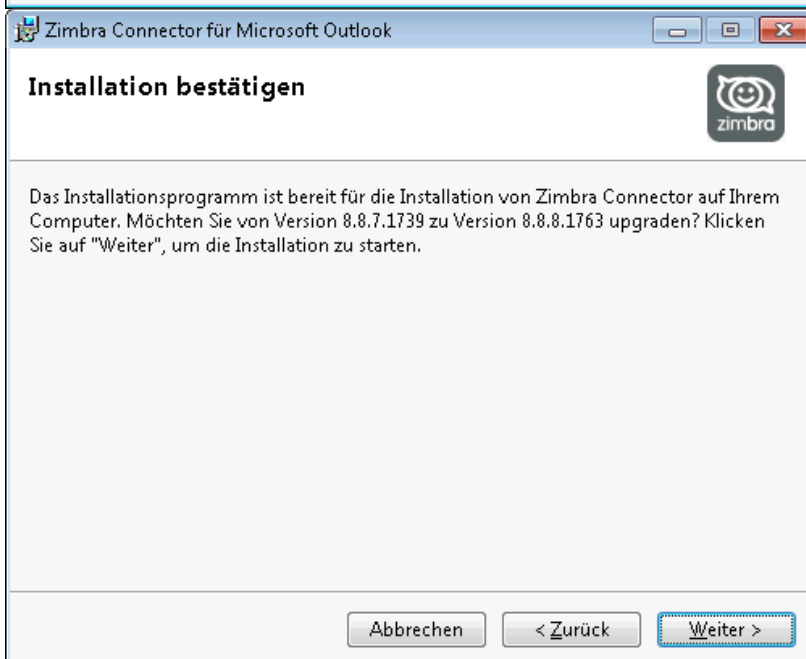 Zimbra Connector für Microsoft Outlook
Installation bestätigen
zimbra
Das Installationsprogramm ist bereit für die Installation von Zimbra Connector auf Ihrem
Computer. Möchten Sie von Version 8.8.7.1739 zu Version 8.8.8.1763 upgraden? Klicken
Sie auf "Weiter", um die Installation zu starten.
Abbrechen
< Zurück
Weiter >